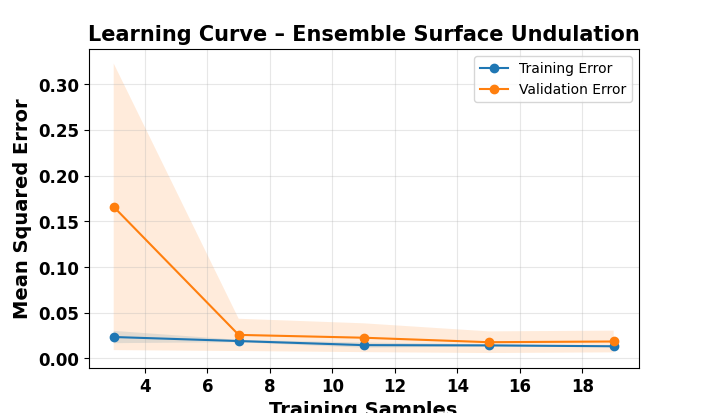 Learning Curve – Ensemble Surface Undulation
Training Error
Validation Error
Mean Squared Error
0.30
0.25
0.20
0.15
0.10
0.05
0.00
4 6 8 10 12 14 16 18
Training Samples